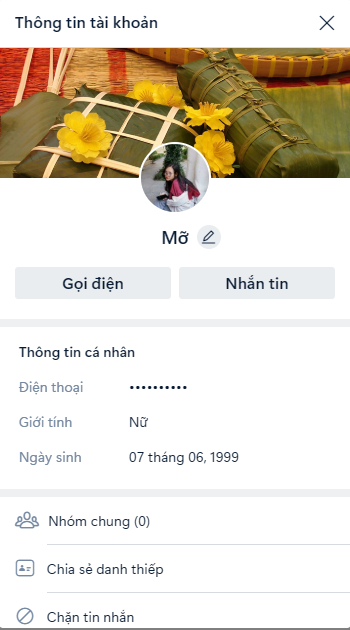 Thông tin tài khoản
Mỡ
Gọi điện
Nhắn tin
Thông tin cá nhân
Điện thoại ••••••••••
Giới tính Nữ
Ngày sinh 07 tháng 06, 1999
Nhóm chung (0)
Chia sẻ danh thiếp
Chặn tin nhắn